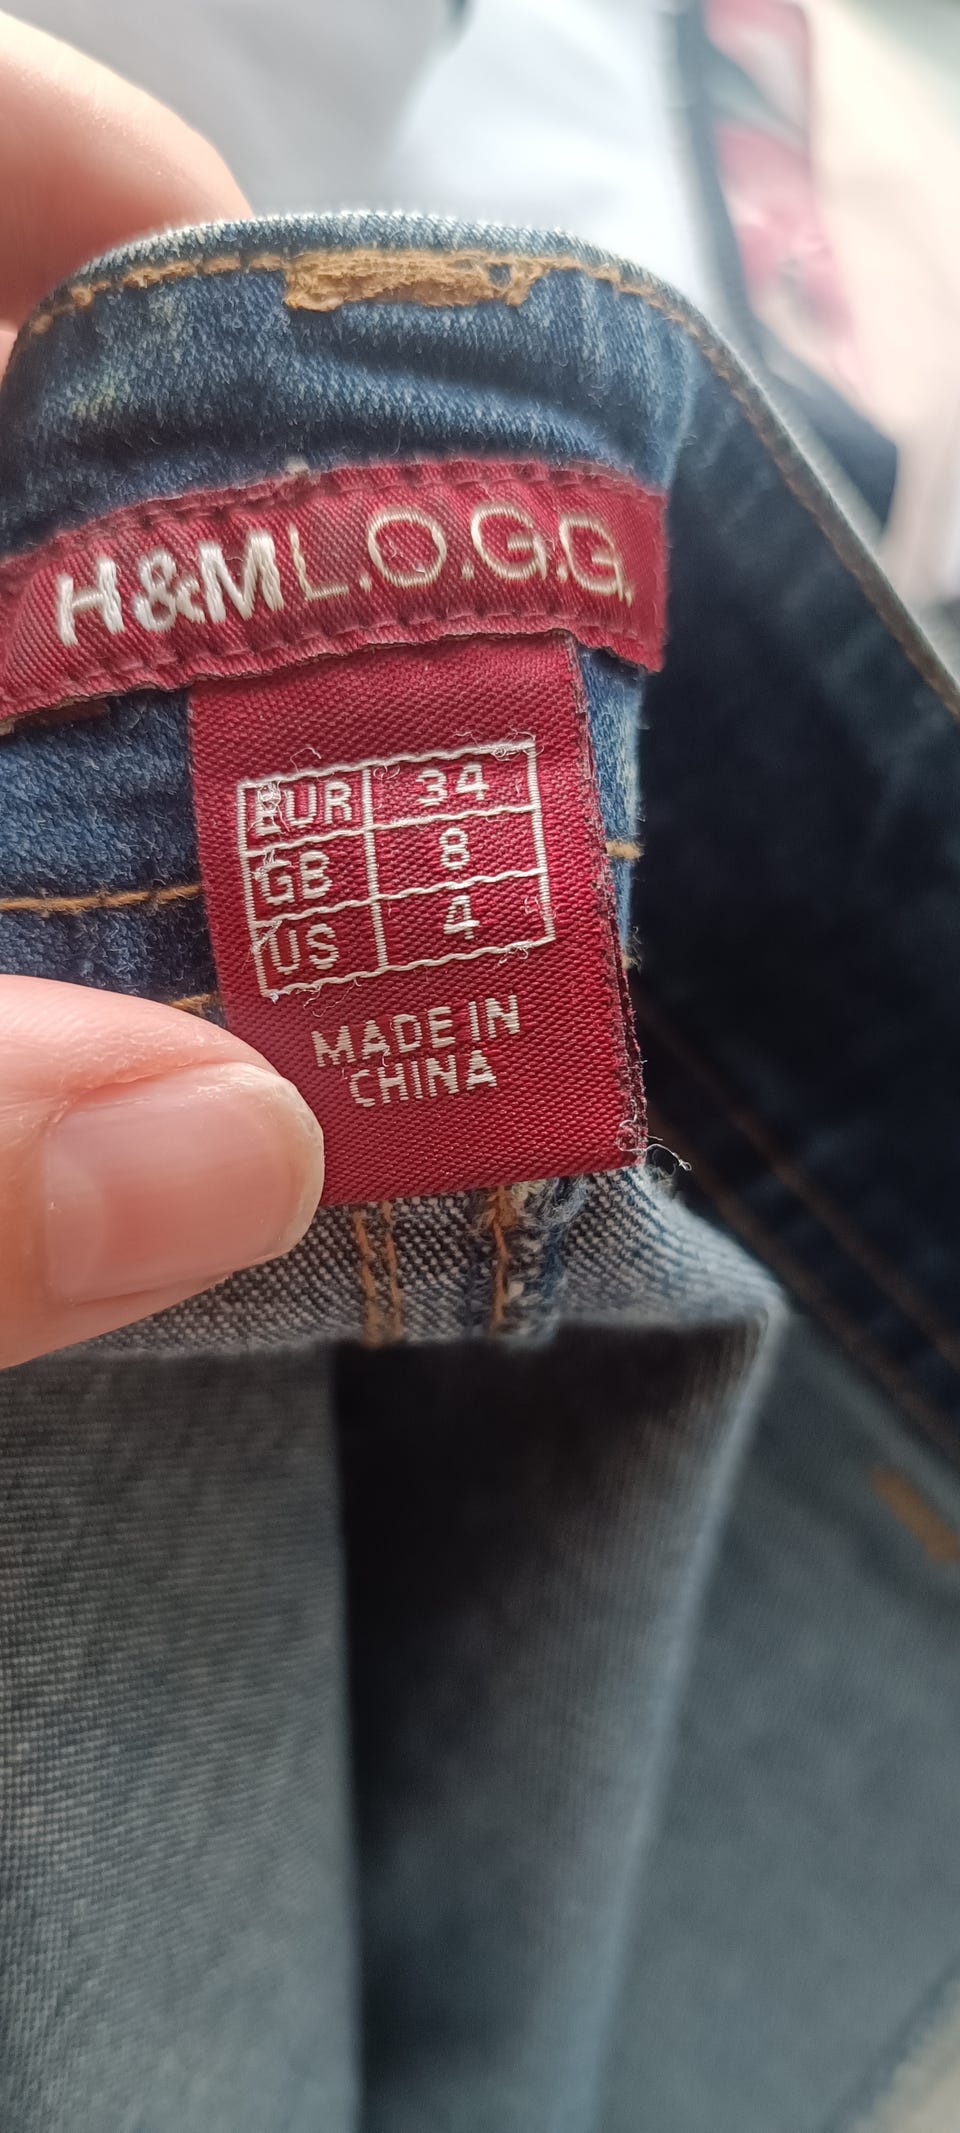 H&M L.O.G.G.
EUR 34
GB 8
US 4
MADE IN
CHINA